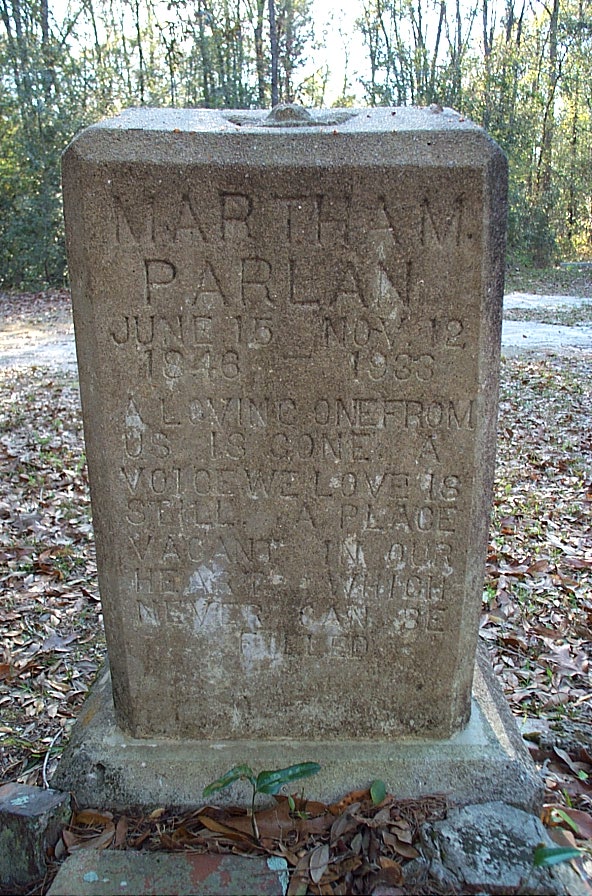 MARTHA M.
PARLAN
JUNE 15 NOV. 12
1848 — 1933
A LOVING ONE FROM
US IS GONE. A
VOICE WE LOVE IS
STILL. A PLACE
VACANT IN OUR
HEART WHICH
NEVER CAN BE
FILLED